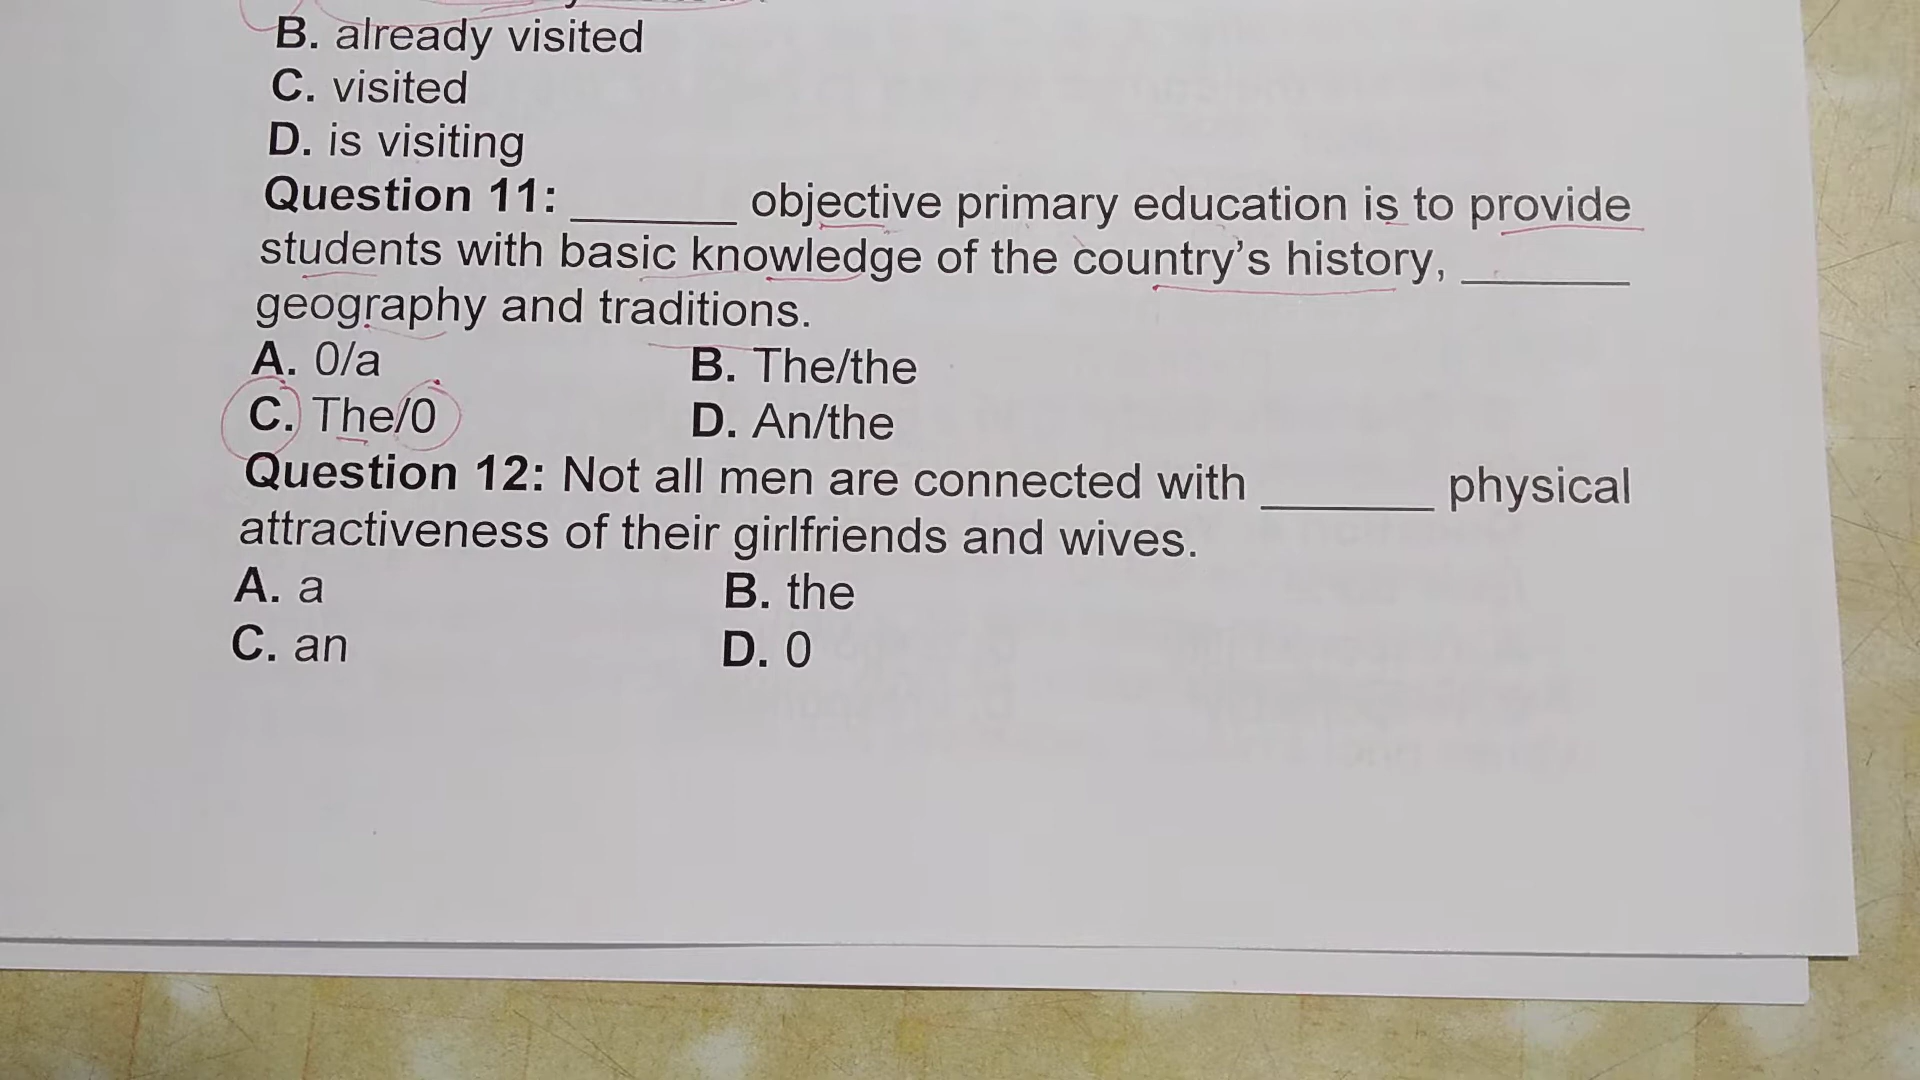 B. already visited
C. visited
D. is visiting
Question 11: _______ objective primary education is to provide
students with basic knowledge of the country's history, _______
geography and traditions.
A. 0/a B. The/the
C. The/0 D. An/the
Question 12: Not all men are connected with _______ physical
attractiveness of their girlfriends and wives.
A. a B. the
C. an D. 0